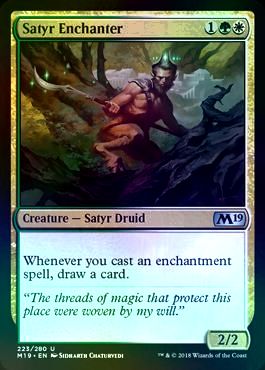 Satyr Enchanter 1
Creature — Satyr Druid M19
Whenever you cast an enchantment
spell, draw a card.
“The threads of magic that protect this
place were woven by my will.”
2/2
223/280 U
M19 • EN SIDHARTH CHATURVEDI ™ & © 2018 Wizards of the Coast